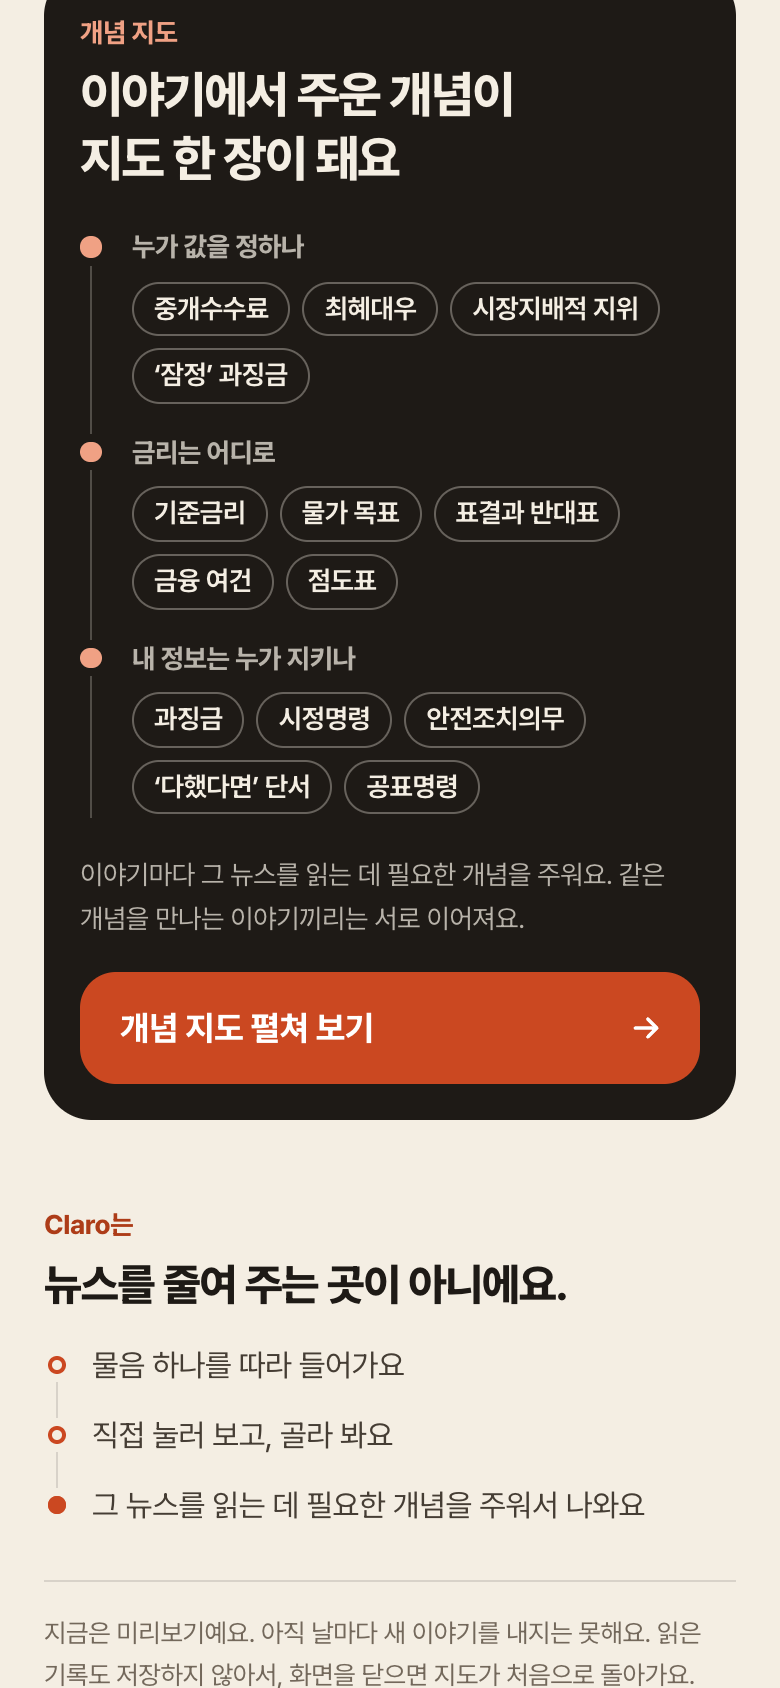 개념 지도
이야기에서 주운 개념이
지도 한 장이 돼요
누가 값을 정하나
중개수수료 최혜대우 시장지배적 지위
‘잠정’ 과징금
금리는 어디로
기준금리 물가 목표 표결과 반대표
금융 여건 점도표
내 정보는 누가 지키나
과징금 시정명령 안전조치의무
‘다했다면’ 단서 공표명령
이야기마다 그 뉴스를 읽는 데 필요한 개념을 주워요. 같은
개념을 만나는 이야기끼리는 서로 이어져요.
개념 지도 펼쳐 보기 →
Claro는
뉴스를 줄여 주는 곳이 아니에요.
물음 하나를 따라 들어가요
직접 눌러 보고, 골라 봐요
그 뉴스를 읽는 데 필요한 개념을 주워서 나와요
지금은 미리보기예요. 아직 날마다 새 이야기를 내지는 못해요. 읽은
기록도 저장하지 않아서, 화면을 닫으면 지도가 처음으로 돌아가요.